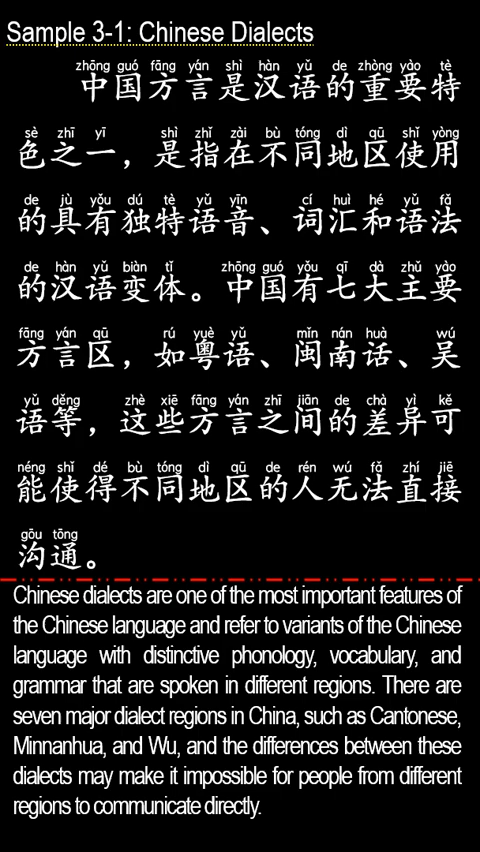 Sample 3-1: Chinese Dialects
zhōng guó fāng yán shì hàn yǔ de zhòng yào tè
中国方言是汉语的重要特
sè zhī yī shì zhǐ zài bù tóng dì qū shǐ yòng
色之一，是指在不同地区使用
de jù yǒu dú tè yǔ yīn cí huì hé yǔ fǎ
的具有独特语音、词汇和语法
de hàn yǔ biàn tǐ zhōng guó yǒu qī dà zhǔ yào
的汉语变体。中国有七大主要
fāng yán qū rú yuè yǔ mǐn nán huà wú
方言区，如粤语、闽南话、吴
yǔ děng zhè xiē fāng yán zhī jiān de chà yì kě
语等，这些方言之间的差异可
néng shǐ dé bù tóng dì qū de rén wú fǎ zhí jiē
能使得不同地区的人无法直接
gōu tōng
沟通。
Chinese dialects are one of the most important features of
the Chinese language and refer to variants of the Chinese
language with distinctive phonology, vocabulary, and
grammar that are spoken in different regions. There are
seven major dialect regions in China, such as Cantonese,
Minnanhua, and Wu, and the differences between these
dialects may make it impossible for people from different
regions to communicate directly.